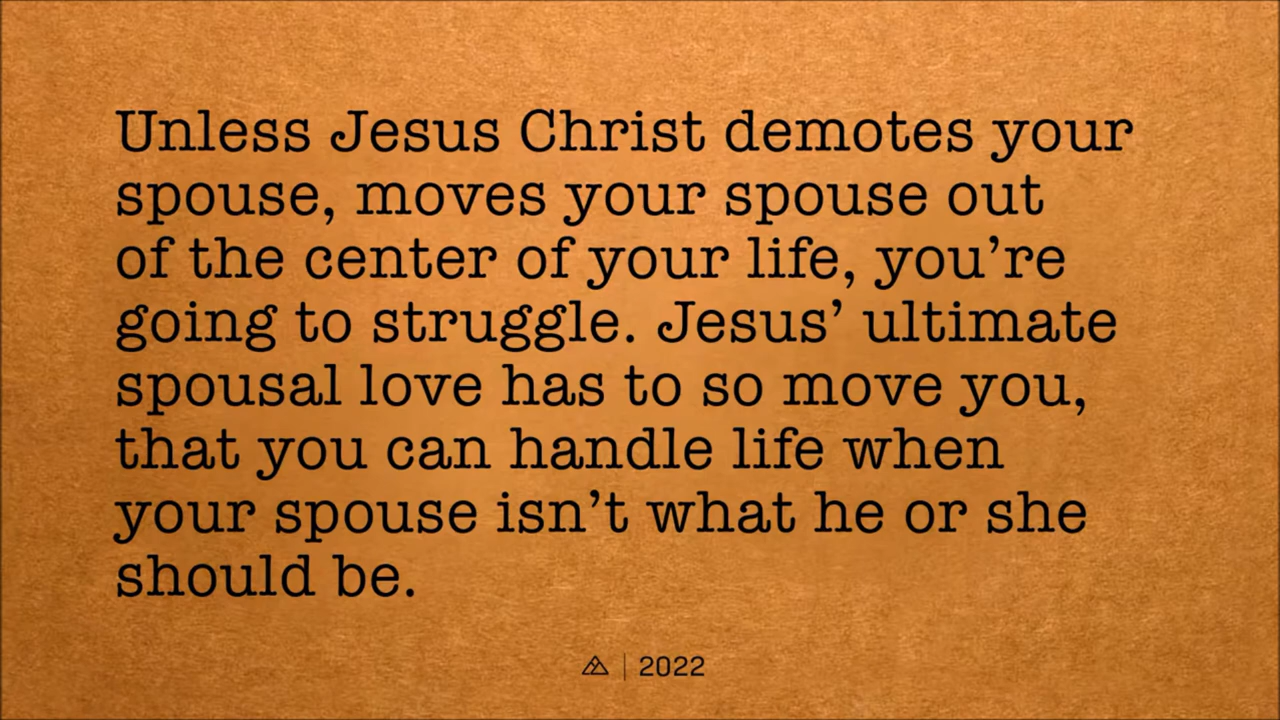 Unless Jesus Christ demotes your
spouse, moves your spouse out
of the center of your life, you’re
going to struggle. Jesus’ ultimate
spousal love has to so move you,
that you can handle life when
your spouse isn’t what he or she
should be.
| 2022